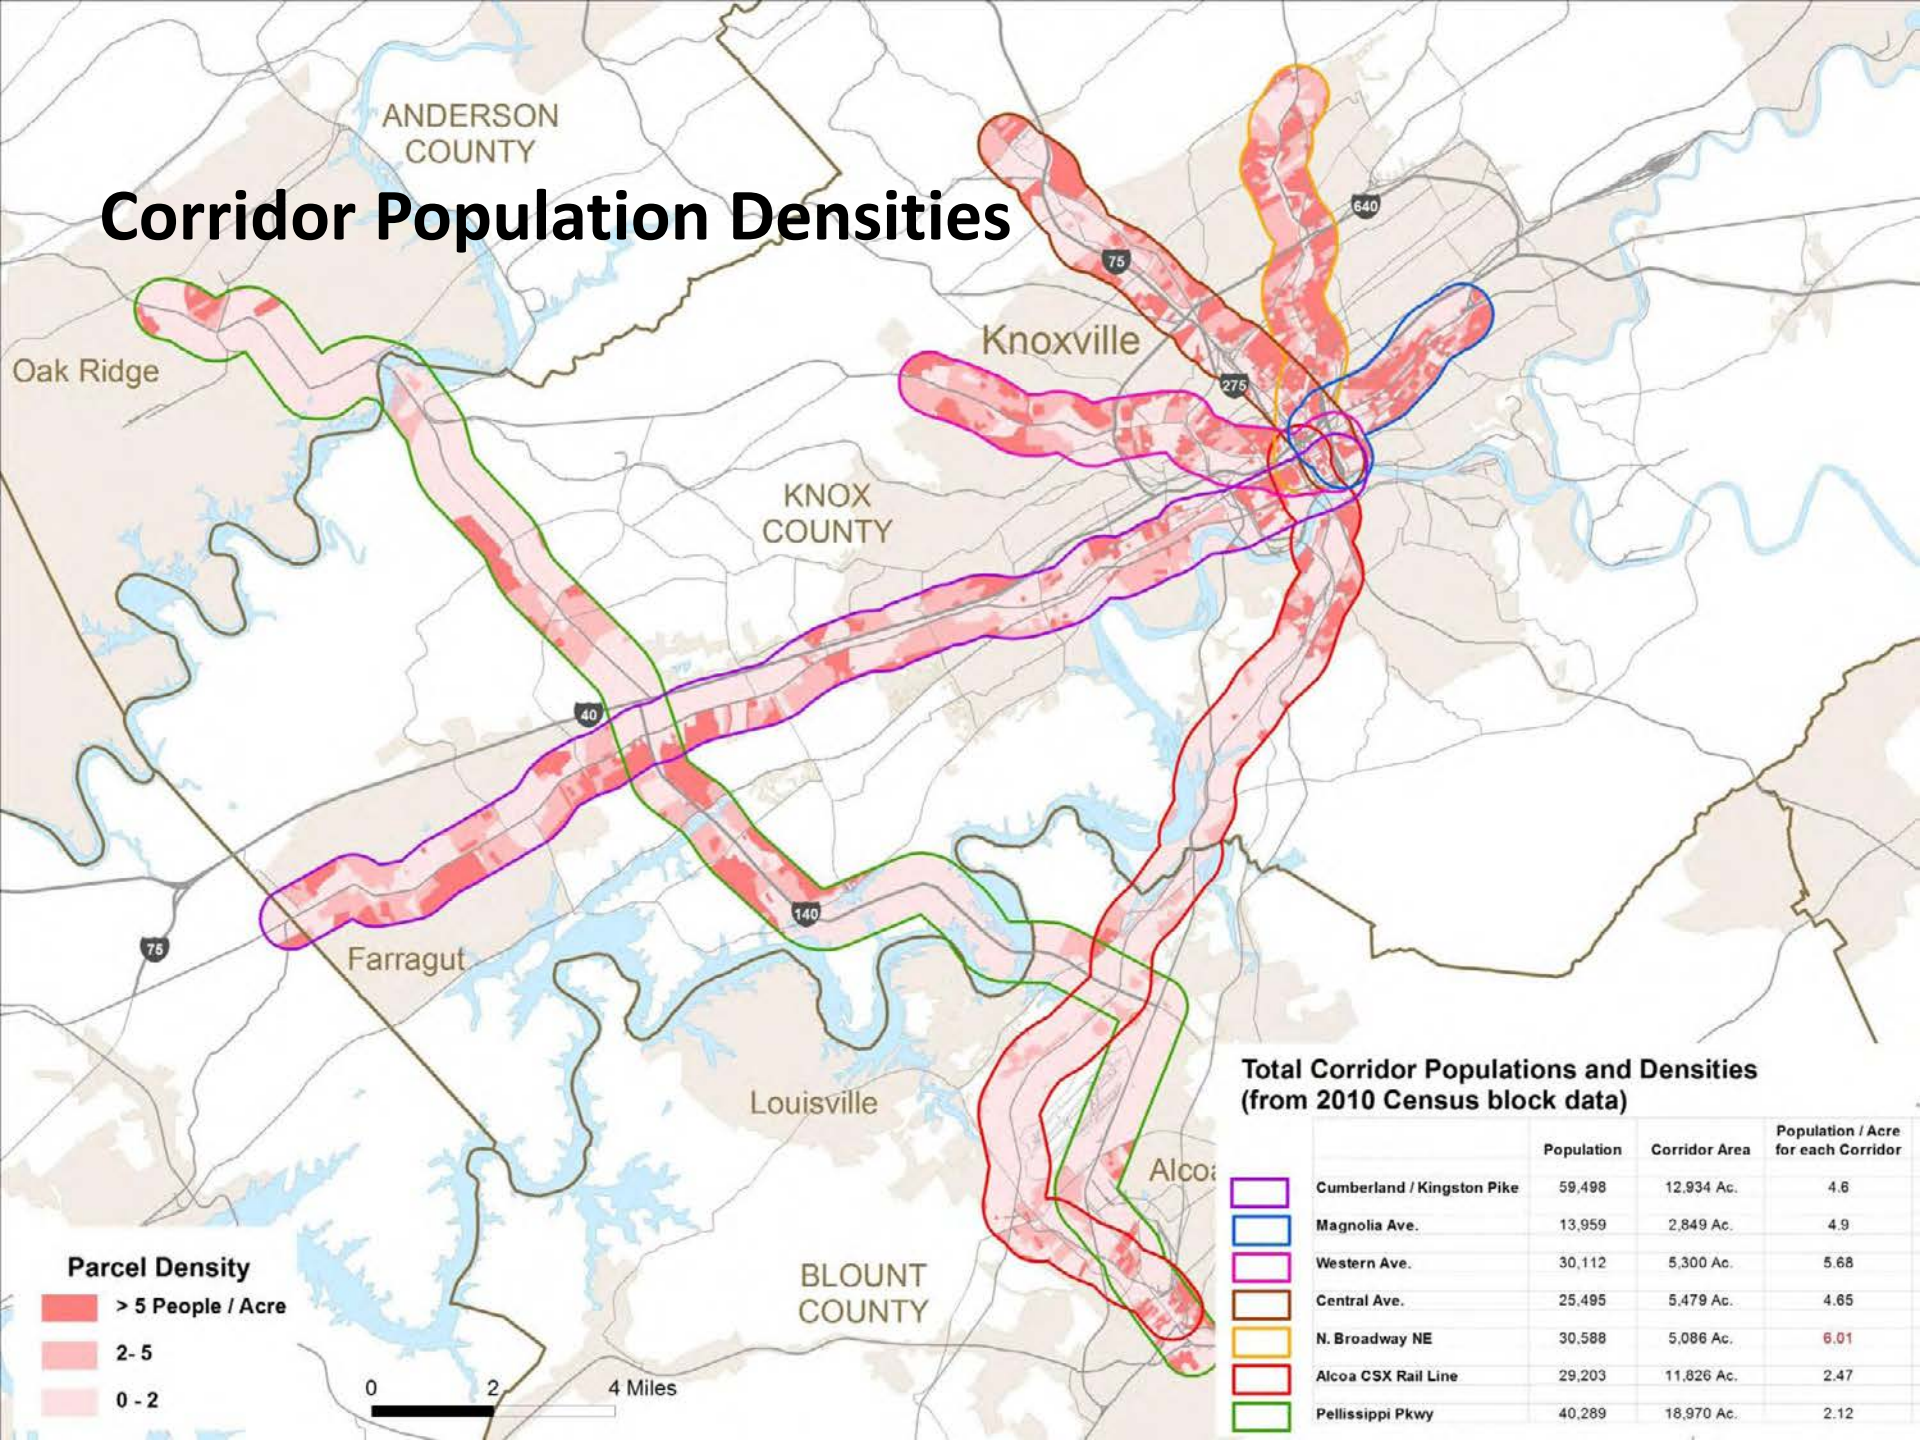 ANDERSON
COUNTY
Corridor Population Densities
640
75
Oak Ridge
Knoxville
275
KNOX
COUNTY
40
140
75
Farragut
Louisville
Alcoa
BLOUNT
COUNTY
Parcel Density
> 5 People / Acre
2- 5
0 - 2
0 2 4 Miles
Total Corridor Populations and Densities
(from 2010 Census block data)
Population Corridor Area Population / Acre for each Corridor
Cumberland / Kingston Pike 59,498 12,934 Ac. 4.6
Magnolia Ave. 13,959 2,849 Ac. 4.9
Western Ave. 30,112 5,300 Ac. 5.68
Central Ave. 25,495 5,479 Ac. 4.65
N. Broadway NE 30,588 5,086 Ac. 6.01
Alcoa CSX Rail Line 29,203 11,826 Ac. 2.47
Pellissippi Pkwy 40,289 18,970 Ac. 2.12